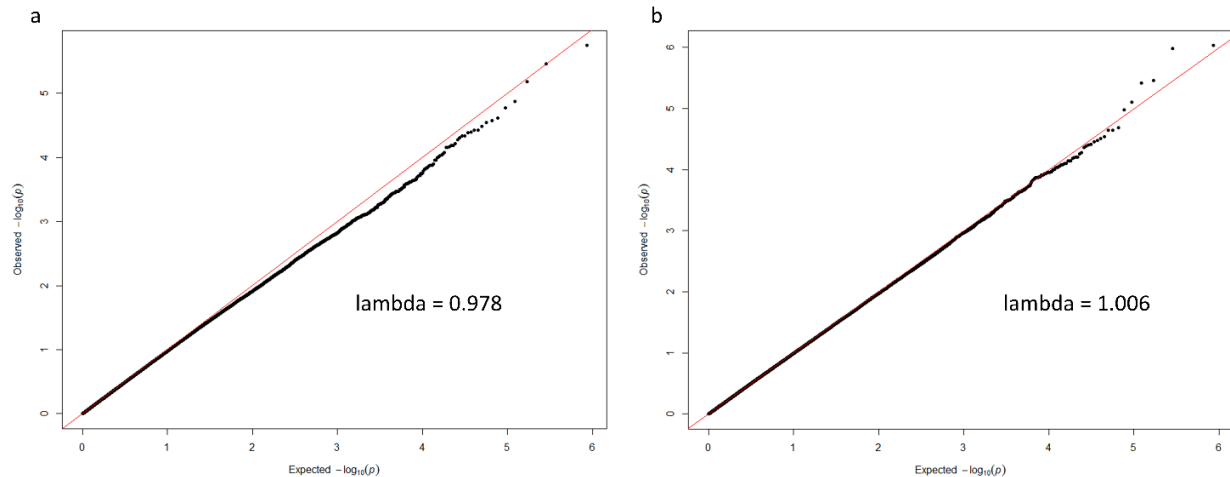 a
5
4
3
2
1
0
Observed −log₁₀(p)
lambda = 0.978
0 1 2 3 4 5 6
Expected −log₁₀(p)
b
6
5
4
3
2
1
0
Observed −log₁₀(p)
lambda = 1.006
0 1 2 3 4 5 6
Expected −log₁₀(p)